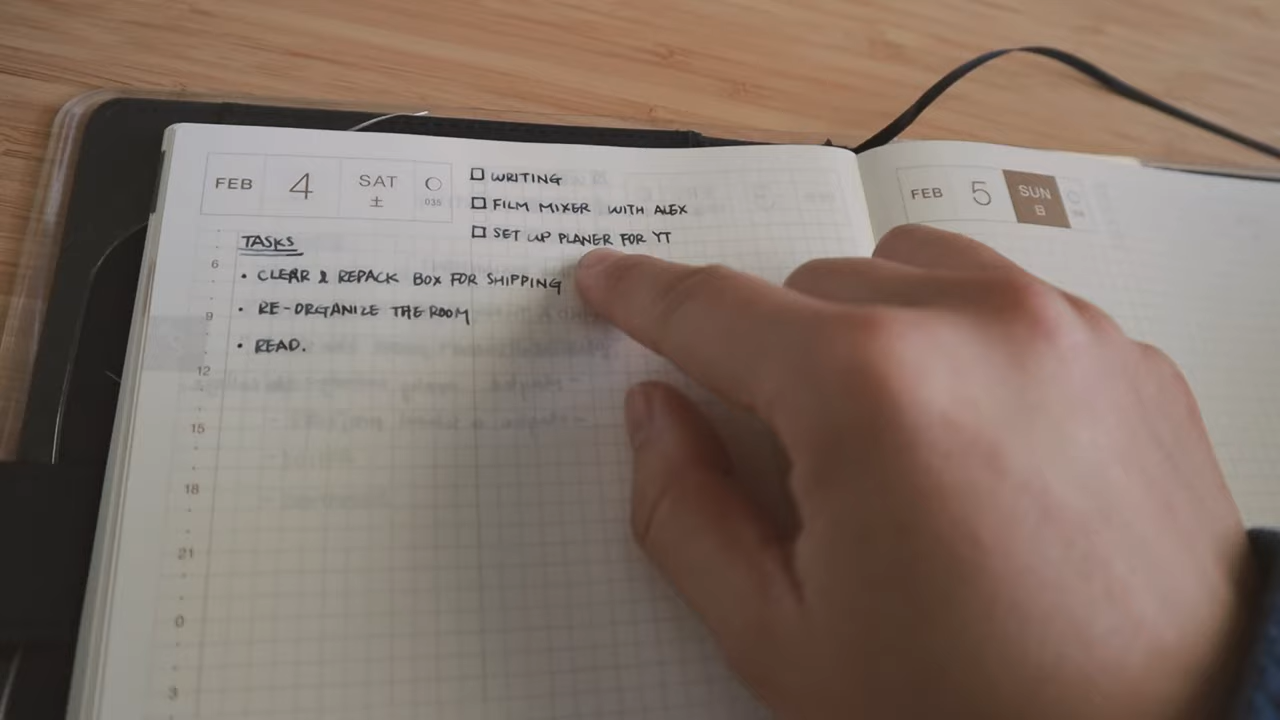 FEB 4 SAT 土 035
☐ WRITING
☐ FILM MIXER WITH ALEX
☐ SET UP PLANER FOR YT
TASKS
• CLEAR & REPACK BOX FOR SHIPPING
• RE-ORGANIZE THE ROOM
• READ.
6
9
12
15
18
21
0
3
FEB 5 SUN